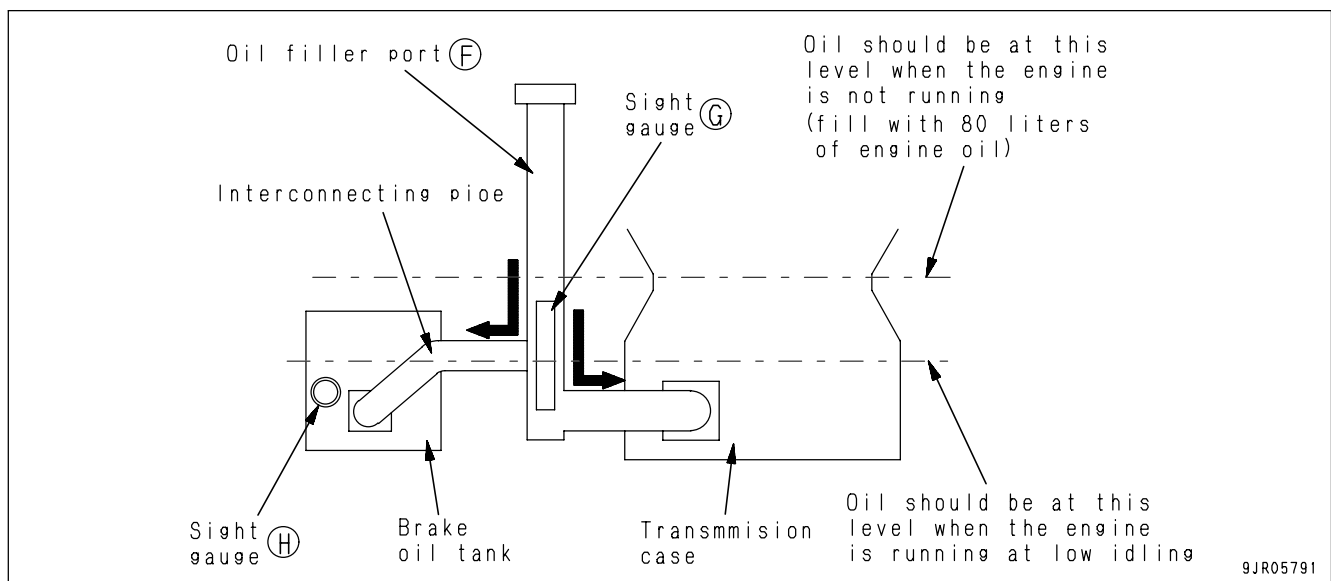 Oil filler port F
Sight
gauge G
Oil should be at this
level when the engine
is not running
(fill with 80 liters
of engine oil)
Interconnecting pioe
Sight
gauge H
Brake
oil tank
Transmmision
case
Oil should be at this
level when the engine
is running at low idling
9JR05791